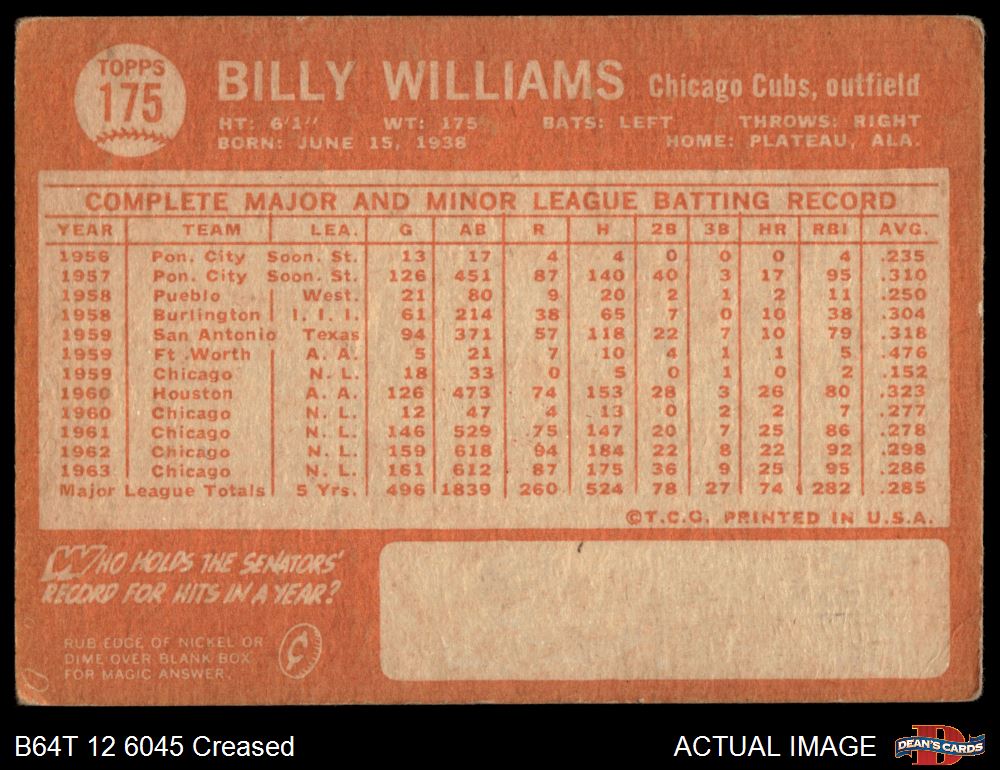 TOPPS
175
BILLY WILLIAMS Chicago Cubs, outfield
HT: 6'1" WT: 175 BATS: LEFT THROWS: RIGHT
BORN: JUNE 15, 1938 HOME: PLATEAU, ALA.
COMPLETE MAJOR AND MINOR LEAGUE BATTING RECORD
YEAR TEAM LEA. G AB R H 2B 3B HR RBI AVG.
1956 Pon. City Soon. St. 13 17 4 4 0 0 0 4 .235
1957 Pon. City Soon. St. 126 451 87 140 40 3 17 95 .310
1958 Pueblo West. 21 80 9 20 2 1 2 11 .250
1958 Burlington I. I. I. 61 214 38 65 7 0 10 38 .304
1959 San Antonio Texas 94 371 57 118 22 7 10 79 .318
1959 Ft. Worth A. A. 5 21 7 10 4 1 1 5 .476
1959 Chicago N. L. 18 33 0 5 0 1 0 2 .152
1960 Houston A. A. 126 473 74 153 28 3 26 80 .323
1960 Chicago N. L. 12 47 4 13 0 2 2 7 .277
1961 Chicago N. L. 146 529 75 147 20 7 25 86 .278
1962 Chicago N. L. 159 618 94 184 22 8 22 92 .298
1963 Chicago N. L. 161 612 87 175 36 9 25 95 .286
Major League Totals 5 Yrs. 496 1839 260 524 78 27 74 282 .285
©T.C.G. PRINTED IN U.S.A.
WHO HOLDS THE SENATORS'
RECORD FOR HITS IN A YEAR?
RUB EDGE OF NICKEL OR
DIME OVER BLANK BOX
FOR MAGIC ANSWER.
¢
B64T 12 6045 Creased
ACTUAL IMAGE
D
DEAN'S CARDS